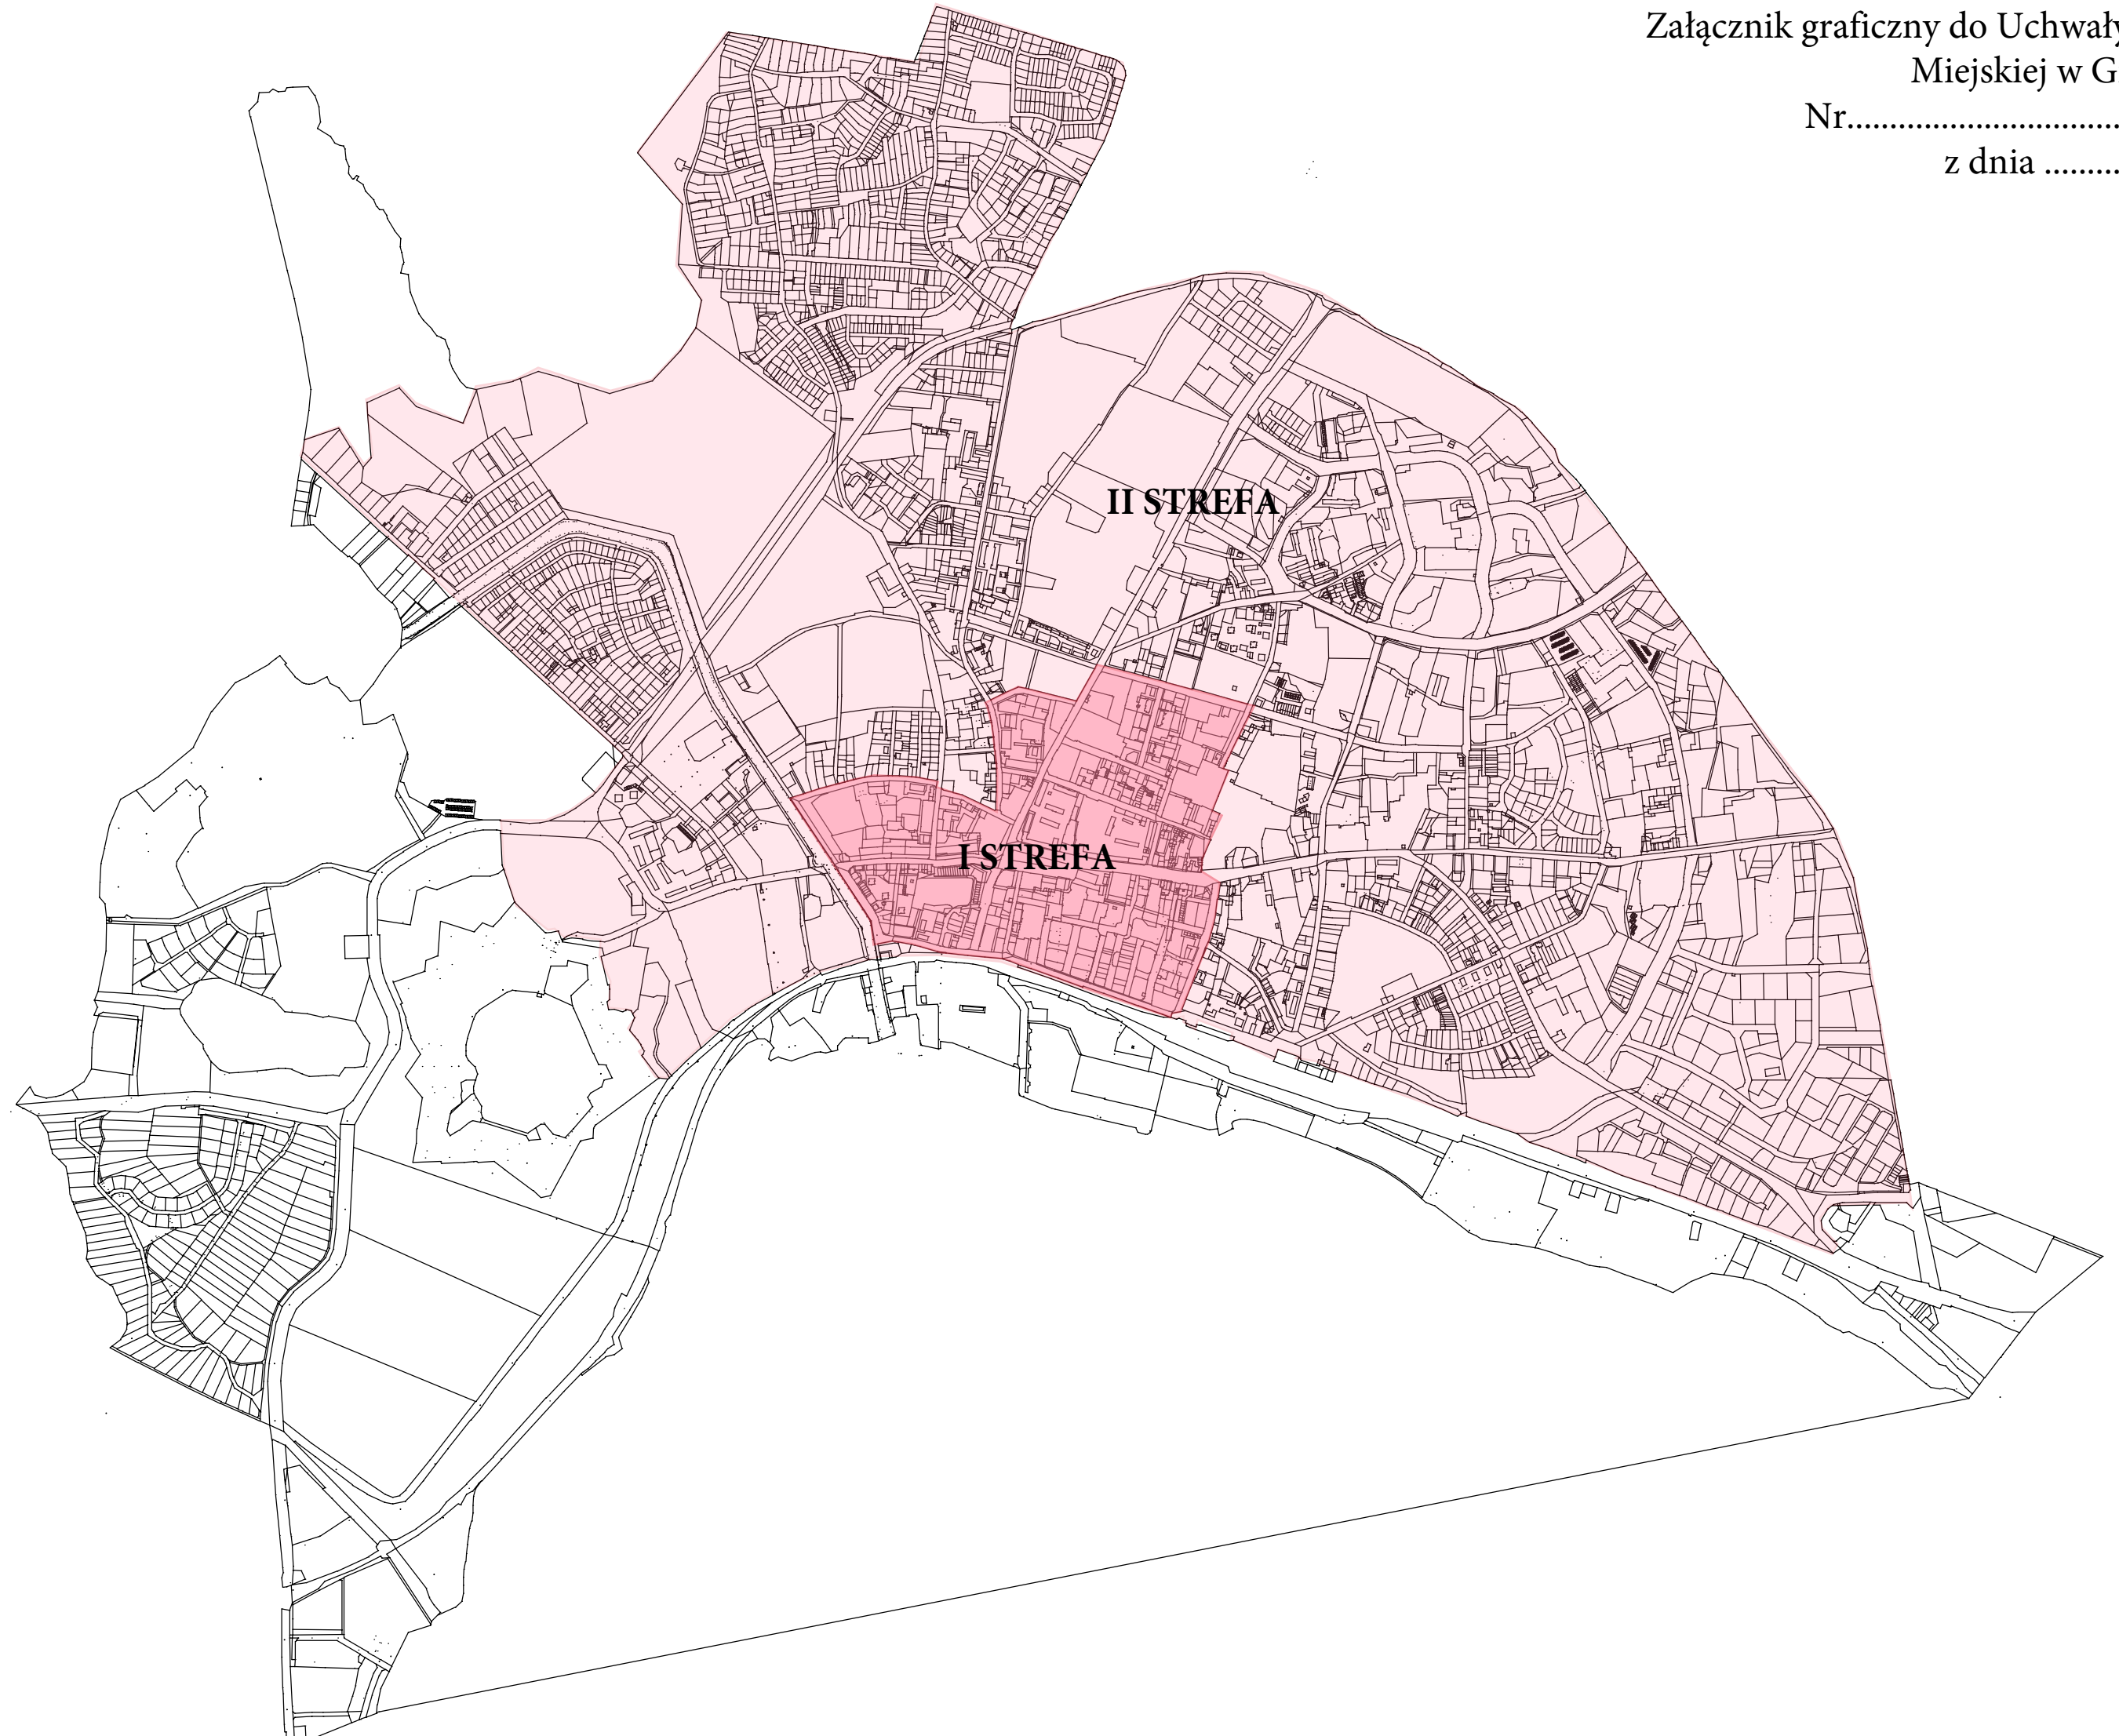 Załącznik graficzny do Uchwały
Miejskiej w G
Nr................................
z dnia .........
II STREFA
I STREFA